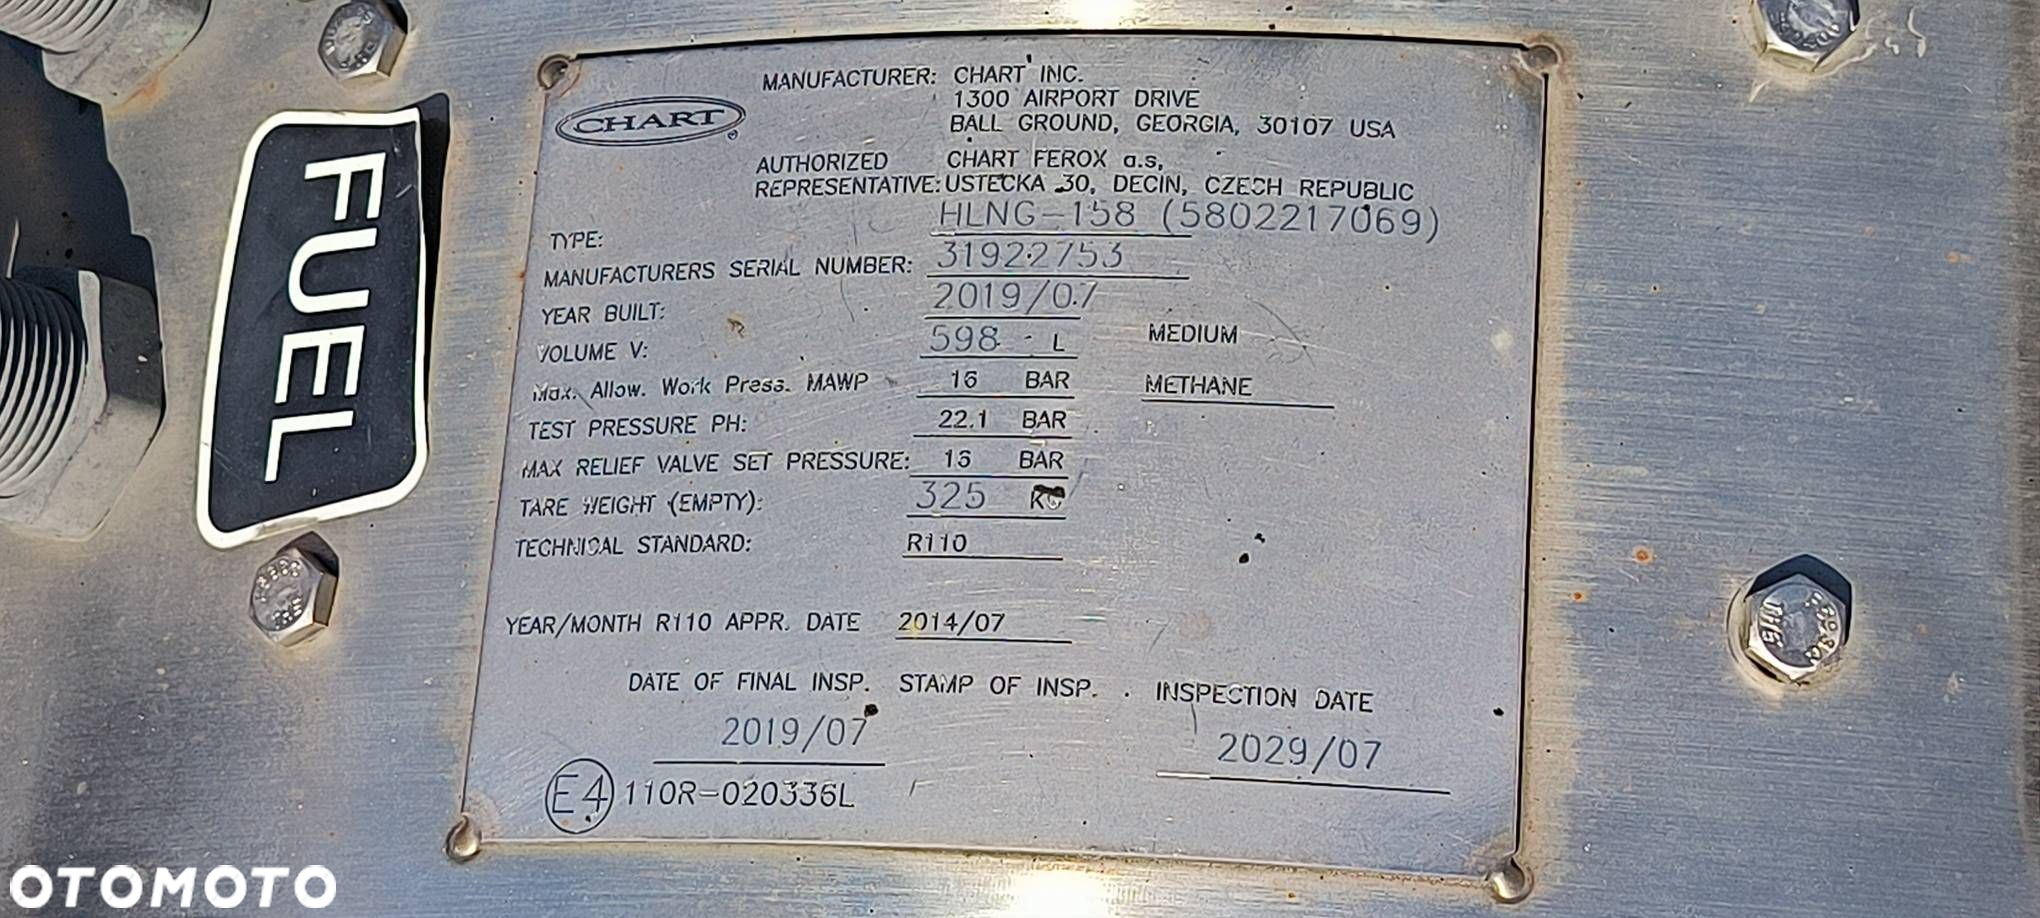 MANUFACTURER: CHART INC.
1300 AIRPORT DRIVE
BALL GROUND, GEORGIA, 30107 USA
CHART
AUTHORIZED CHART FEROX a.s,
REPRESENTATIVE: USTECKA 30, DECIN, CZECH REPUBLIC
TYPE: HLNG-158 (5802217069)
MANUFACTURERS SERIAL NUMBER: 31922753
YEAR BUILT: 2019/07
VOLUME V: 598 L MEDIUM
Max. Allow. Work Press. MAWP 16 BAR METHANE
TEST PRESSURE PH: 22.1 BAR
MAX RELIEF VALVE SET PRESSURE: 16 BAR
TARE WEIGHT (EMPTY): 325 KG
TECHNICAL STANDARD: R110
YEAR/MONTH R110 APPR. DATE 2014/07
DATE OF FINAL INSP. STAMP OF INSP. INSPECTION DATE
2019/07 2029/07
E4 110R-020336L
FUEL
OTOMOTO